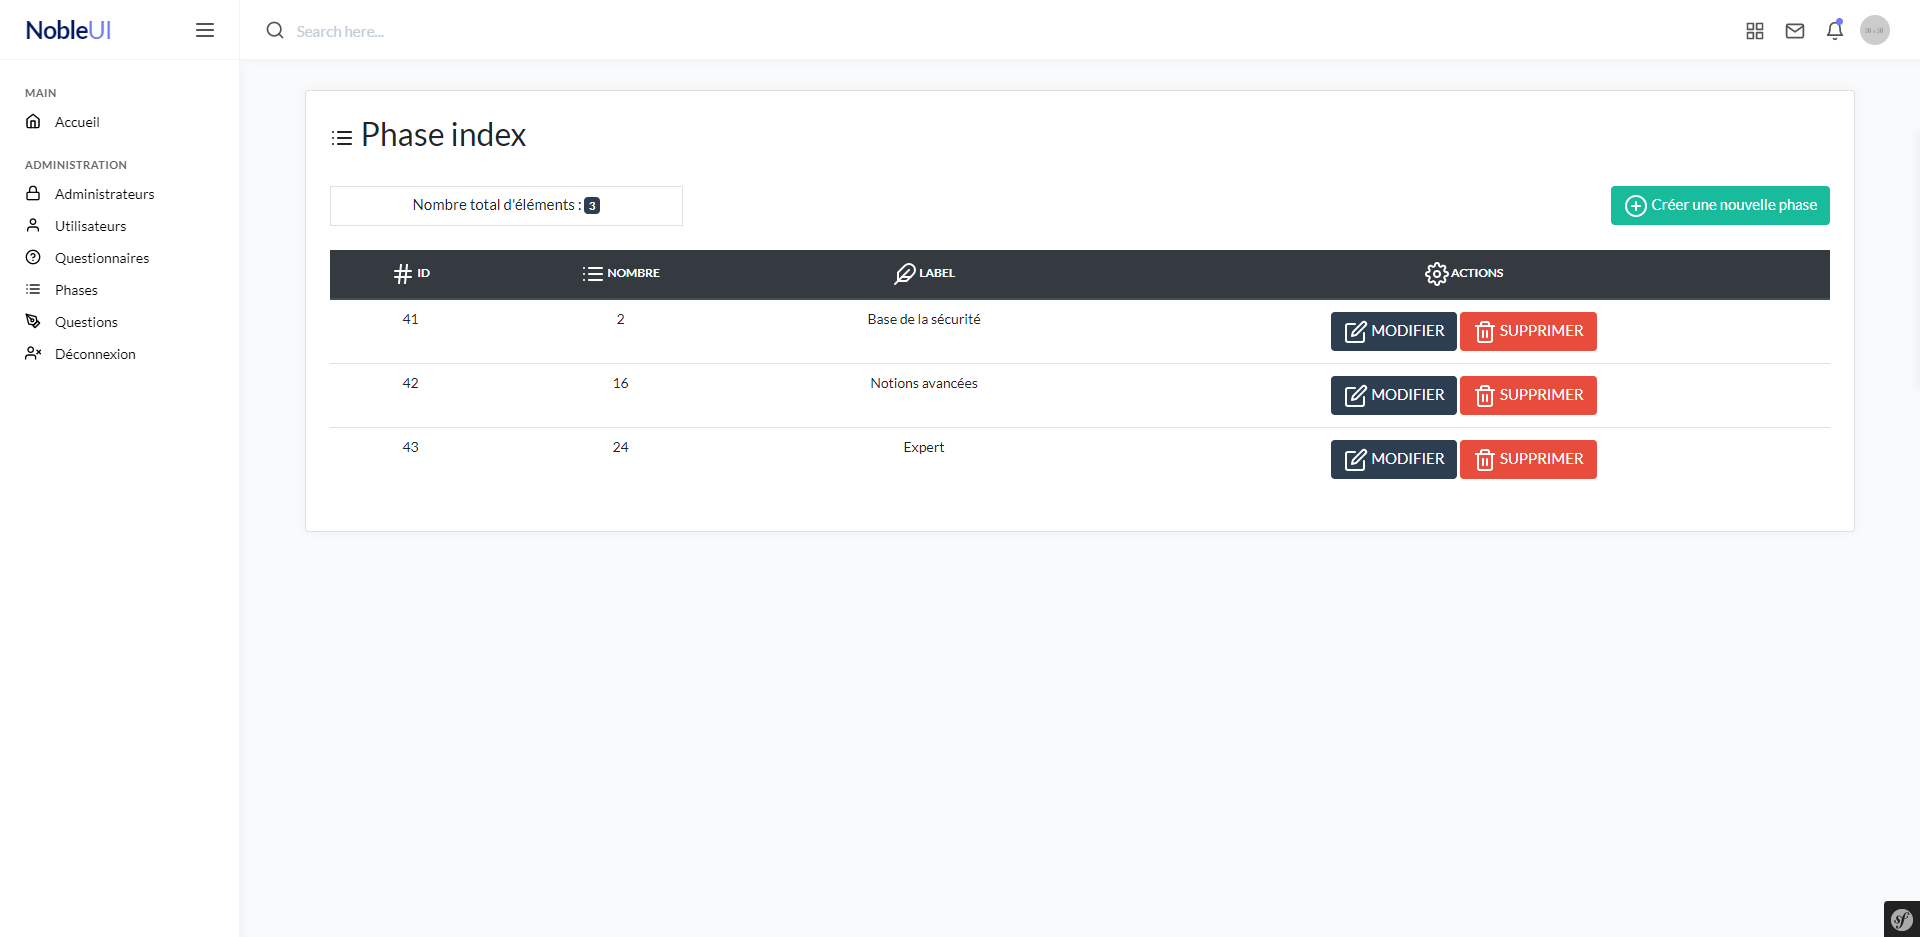 NobleUI
Search here...
MAIN
Accueil
ADMINISTRATION
Administrateurs
Utilisateurs
Questionnaires
Phases
Questions
Déconnexion
Phase index
Nombre total d'éléments : 3
Créer une nouvelle phase
ID NOMBRE LABEL ACTIONS
41 2 Base de la sécurité MODIFIER SUPPRIMER
42 16 Notions avancées MODIFIER SUPPRIMER
43 24 Expert MODIFIER SUPPRIMER
sf